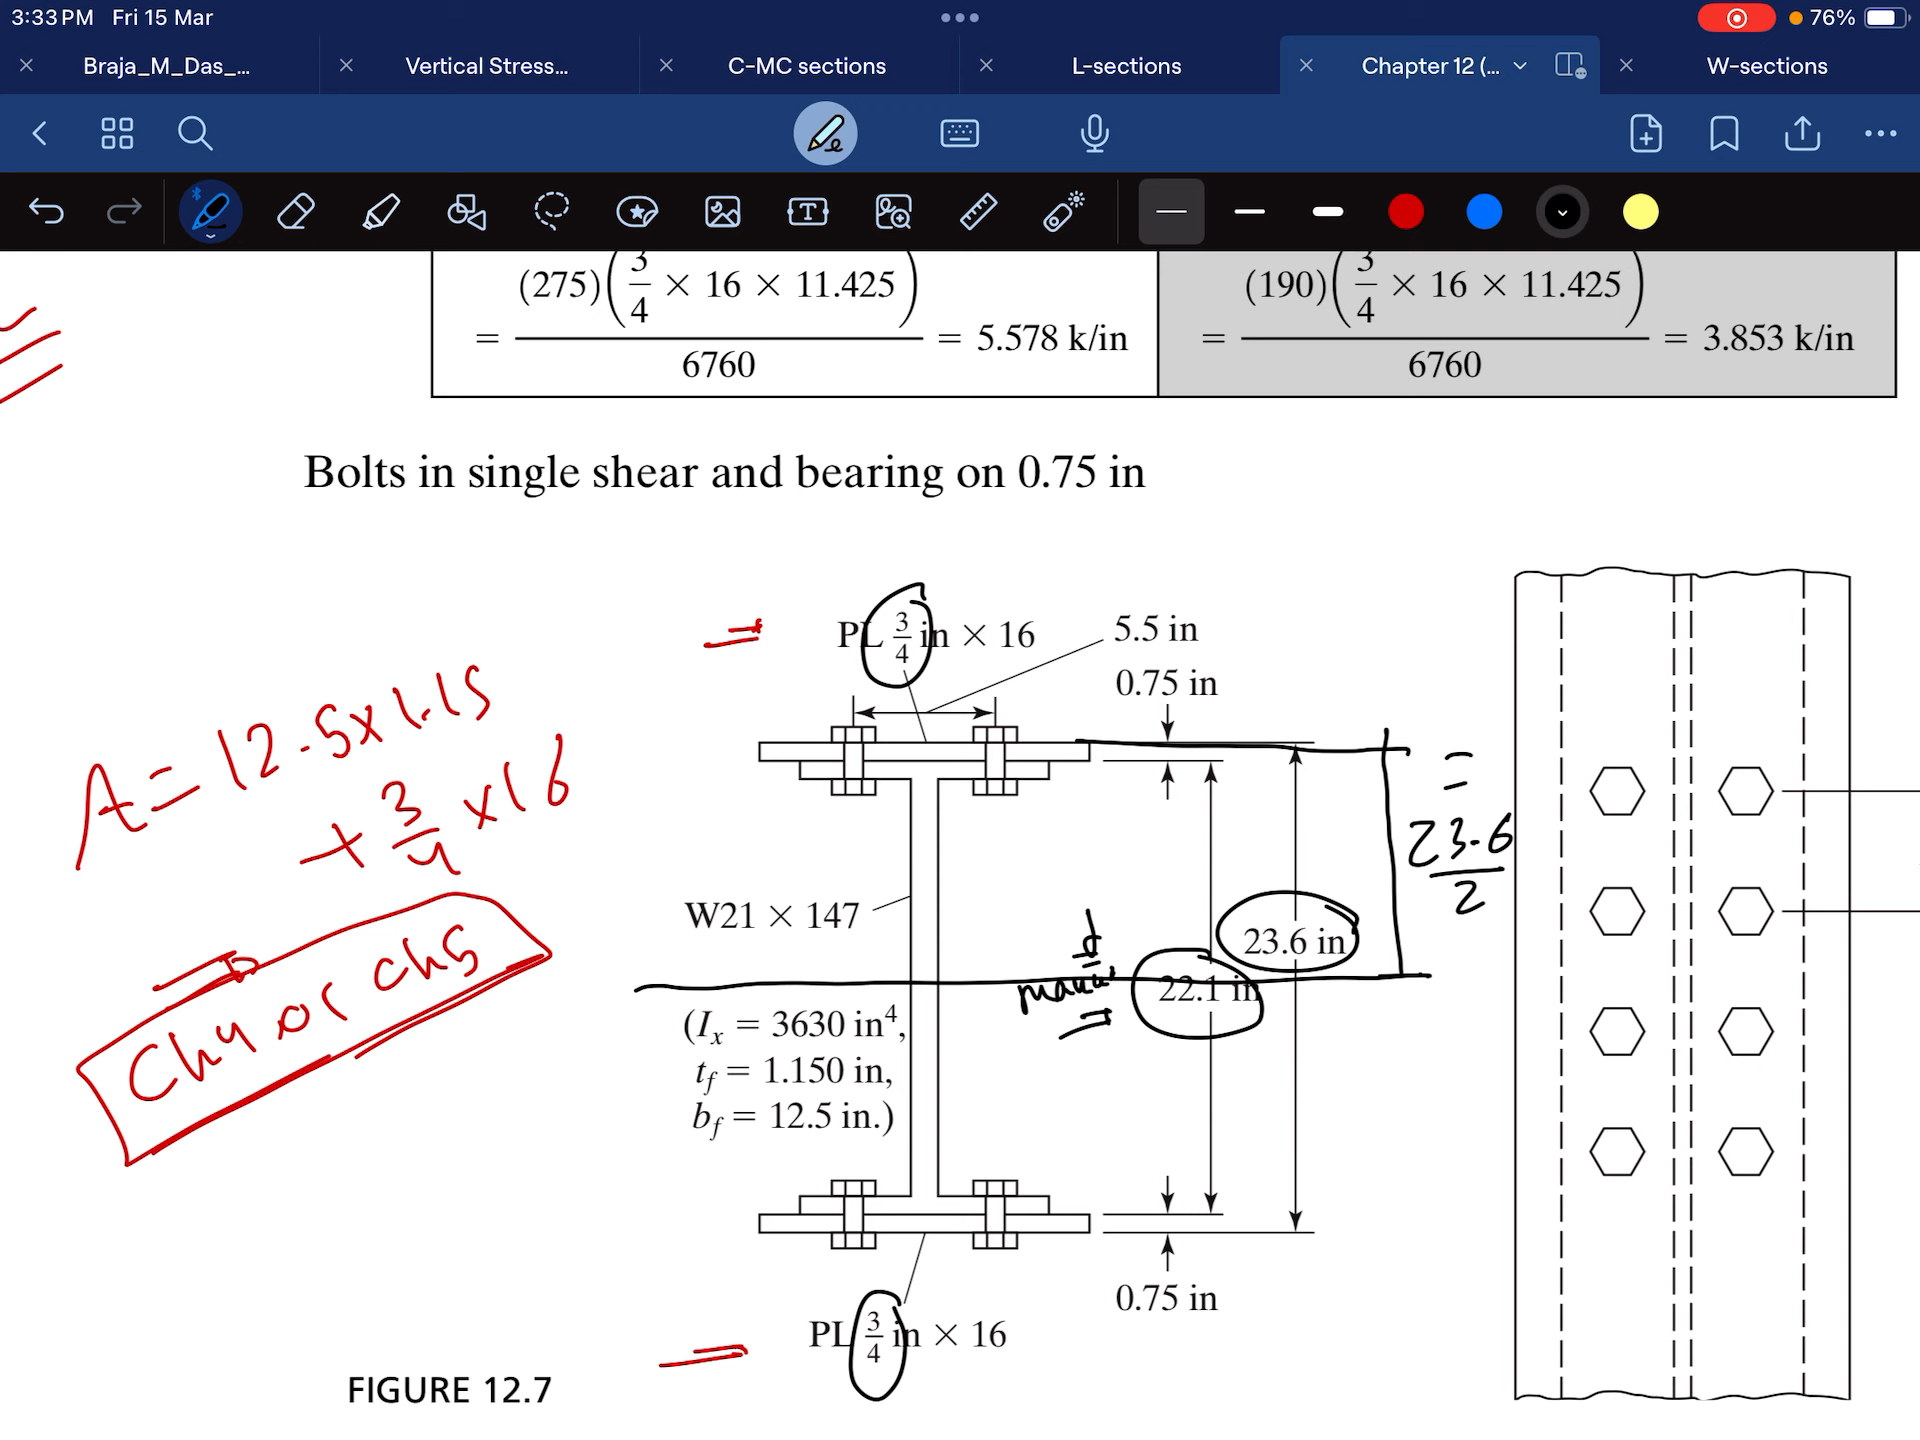 3:33 PM Fri 15 Mar
76%
Braja_M_Das_...
Vertical Stress...
C-MC sections
L-sections
Chapter 12 (...
W-sections
= (275)(3/4 × 16 × 11.425) / 6760 = 5.578 k/in
= (190)(3/4 × 16 × 11.425) / 6760 = 3.853 k/in
Bolts in single shear and bearing on 0.75 in
PL 3/4 in × 16
5.5 in
0.75 in
A = 12.5 x 1.15
+ 3/4 x 16
Ch4 or ch5
W21 × 147
= 23.6/2
23.6 in
d
22.1 in
(Ix = 3630 in⁴,
tf = 1.150 in,
bf = 12.5 in.)
0.75 in
PL 3/4 in × 16
FIGURE 12.7